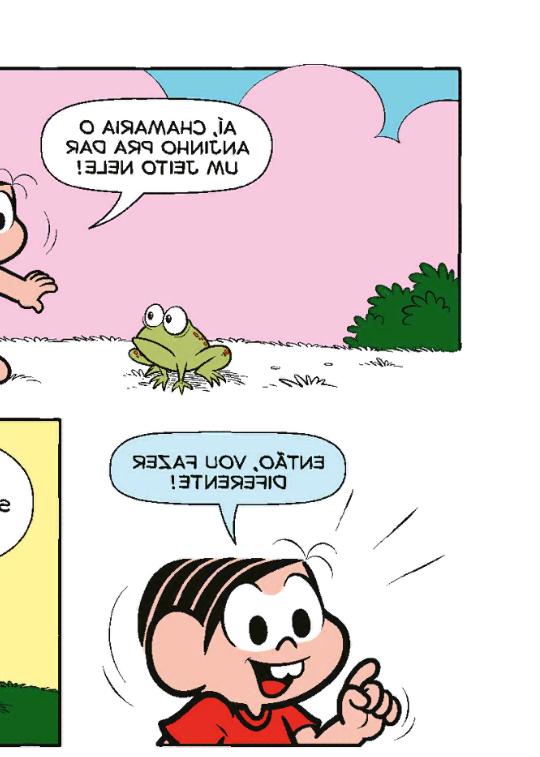 AÍ, CHAMARIA O
ANJINHO PRA DAR
UM JEITO NELE!
ENTÃO, VOU FAZER
DIFERENTE!